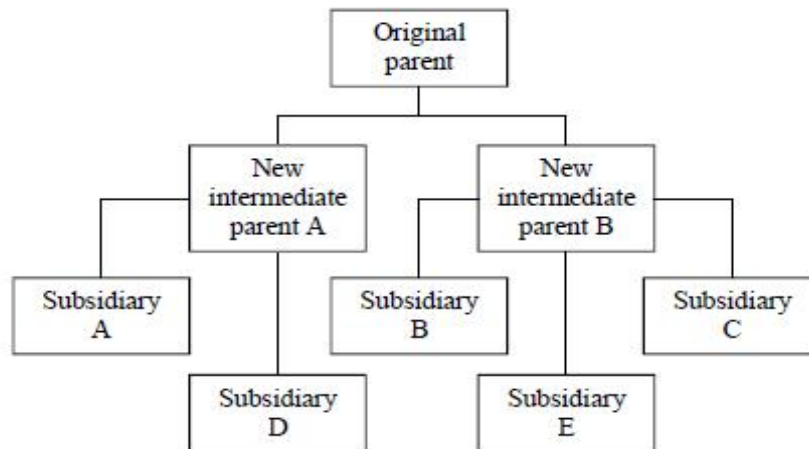 Original
parent
New
intermediate
parent A
New
intermediate
parent B
Subsidiary
A
Subsidiary
B
Subsidiary
C
Subsidiary
D
Subsidiary
E